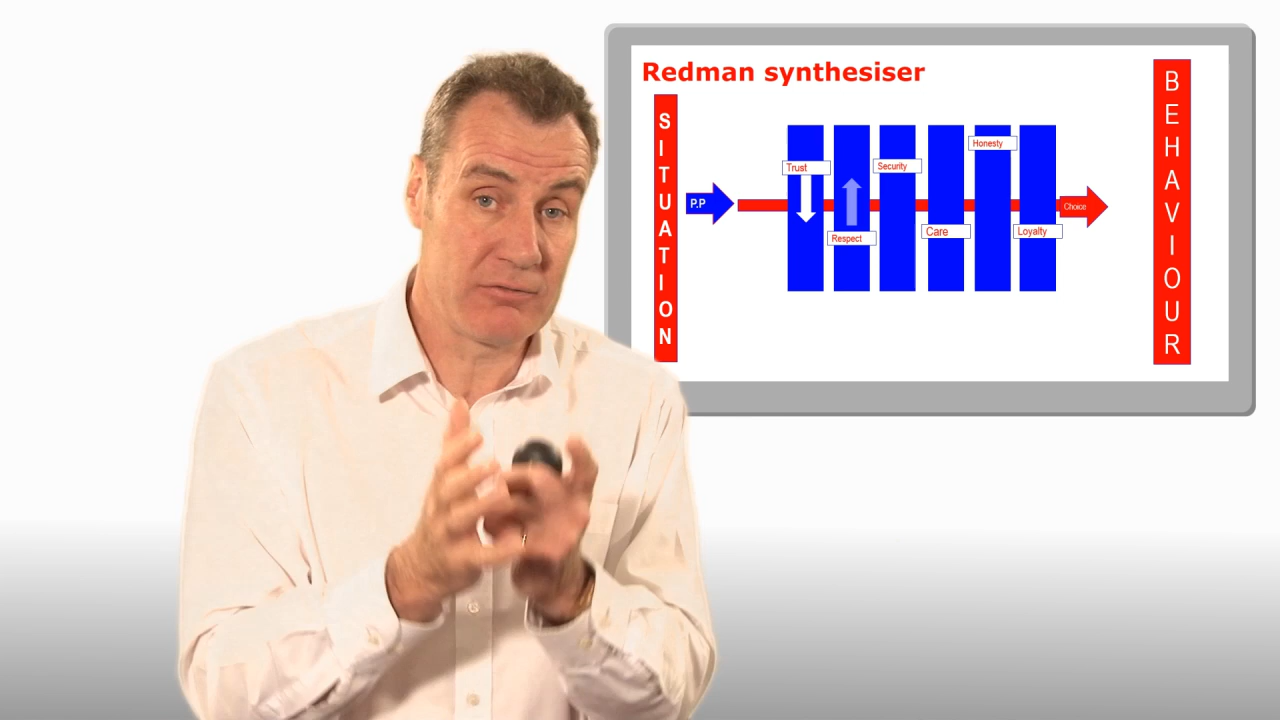 Redman synthesiser
SITUATION
P.P
Trust
Respect
Security
Care
Honesty
Loyalty
Choice
BEHAVIOUR